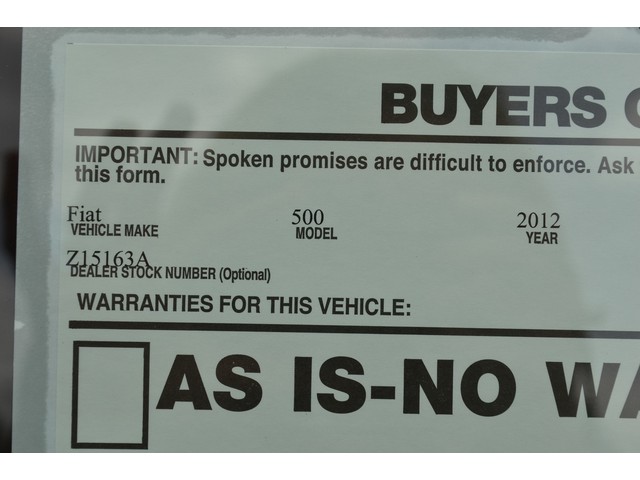 BUYERS
IMPORTANT: Spoken promises are difficult to enforce. Ask
this form.
Fiat 500 2012
VEHICLE MAKE MODEL YEAR
Z15163A
DEALER STOCK NUMBER (Optional)
WARRANTIES FOR THIS VEHICLE:
AS IS-NO